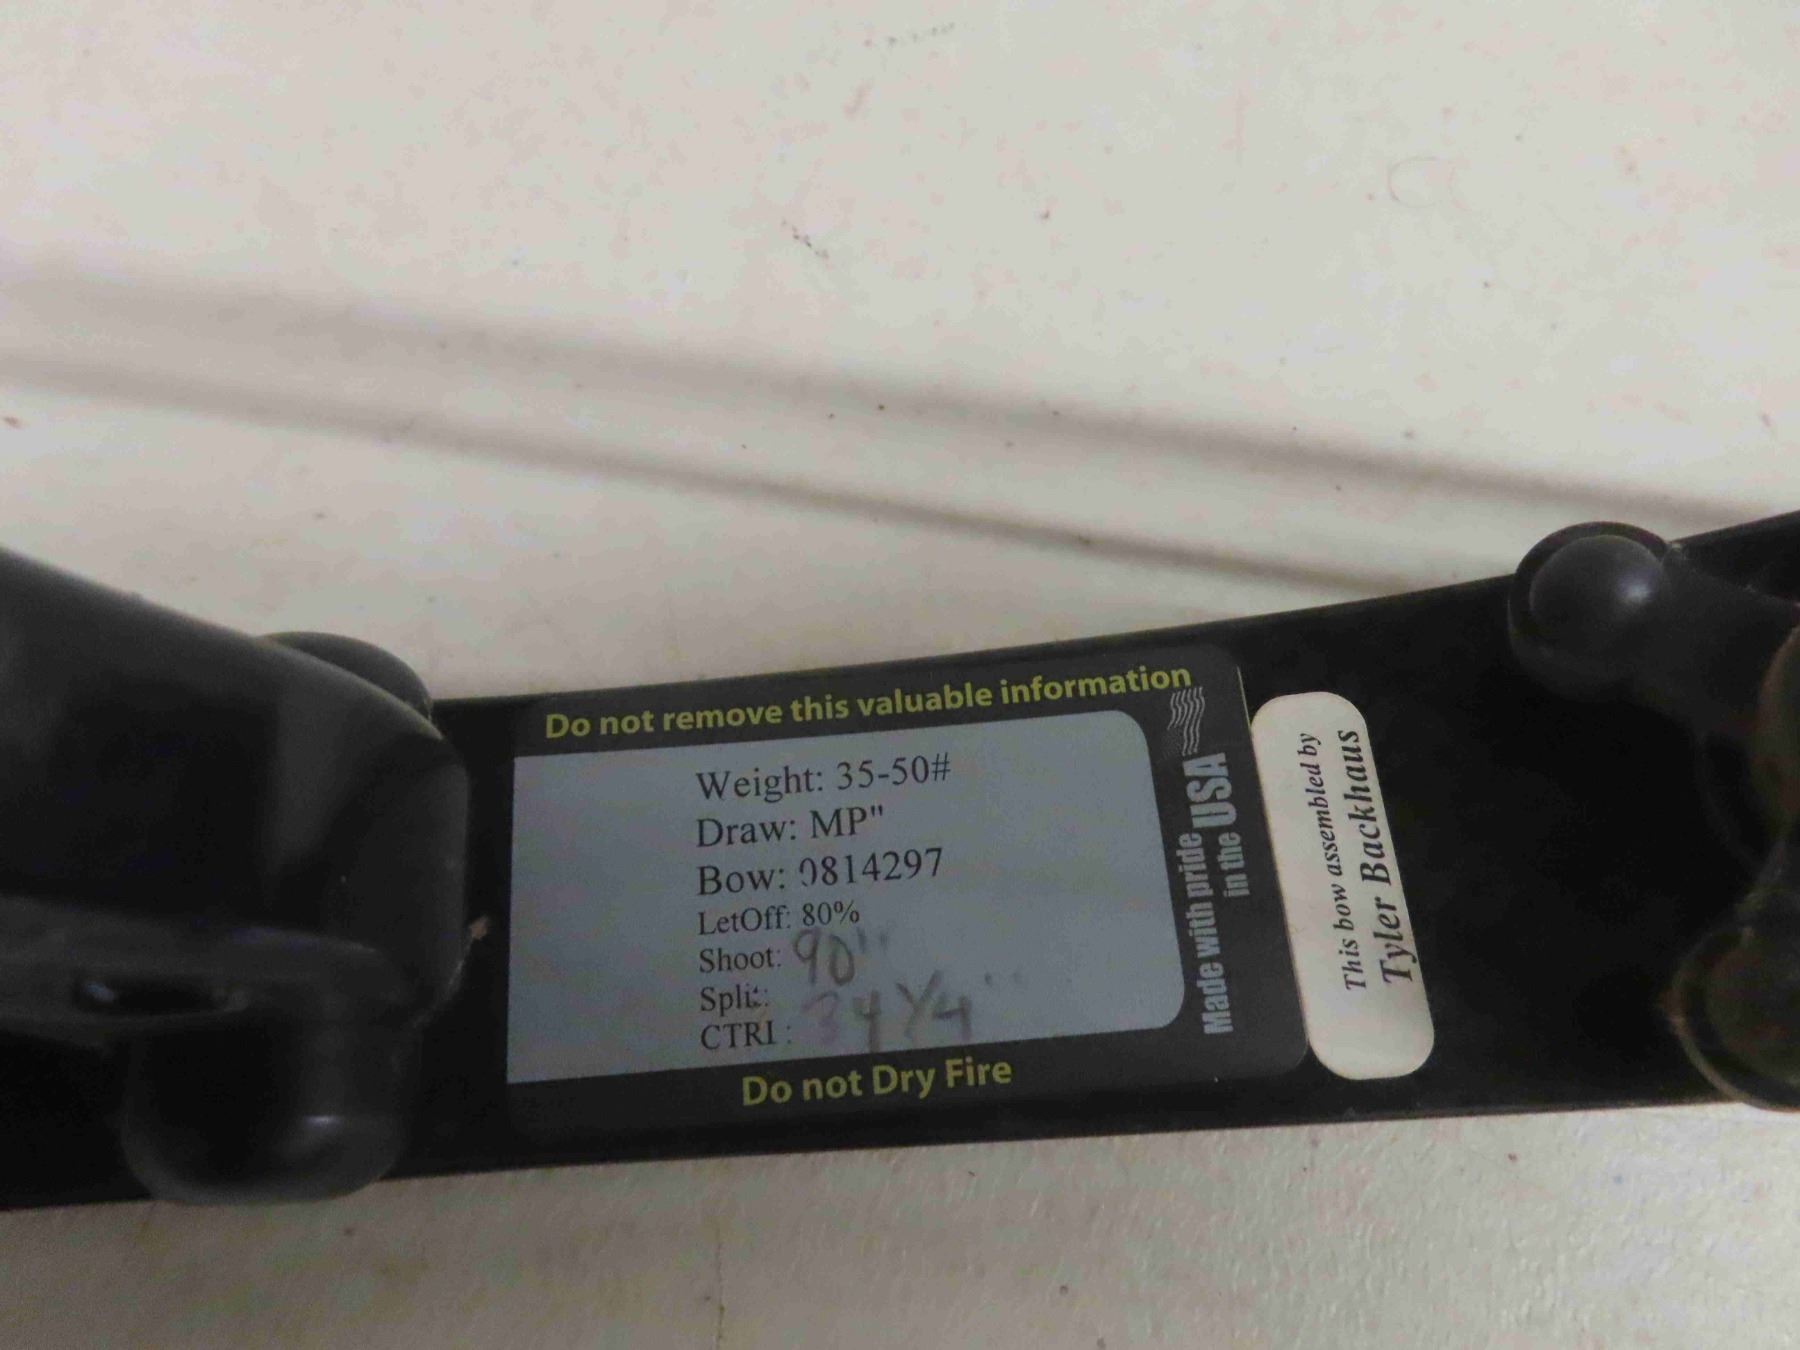 Do not remove this valuable information
Weight: 35-50#
Draw: MP"
Bow: 0814297
LetOff: 80%
Shoot: 90"
Split:
CTRL: 34 1/4"
Do not Dry Fire
Made with pride
in the USA
This bow assembled by
Tyler Backhaus